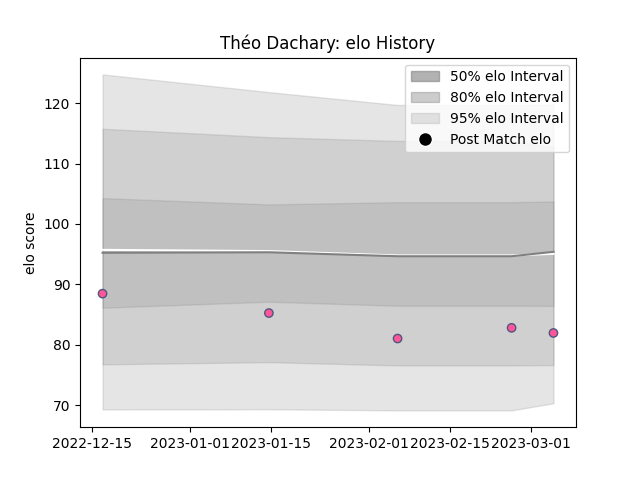 Théo Dachary: elo History
50% elo Interval
80% elo Interval
95% elo Interval
Post Match elo
elo score
120
110
100
90
80
70
2022-12-15
2023-01-01
2023-01-15
2023-02-01
2023-02-15
2023-03-01